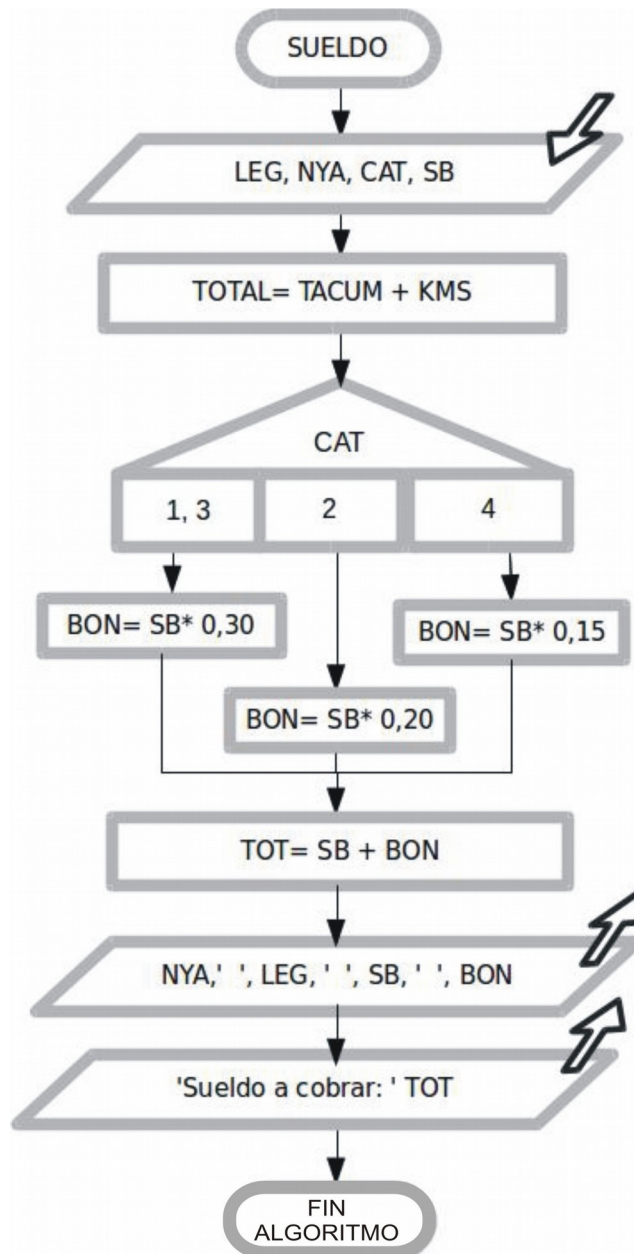 SUELDO
LEG, NYA, CAT, SB
TOTAL= TACUM + KMS
CAT
1, 3
2
4
BON= SB* 0,30
BON= SB* 0,15
BON= SB* 0,20
TOT= SB + BON
NYA,' ', LEG, ' ', SB, ' ', BON
'Sueldo a cobrar: ' TOT
FIN
ALGORITMO